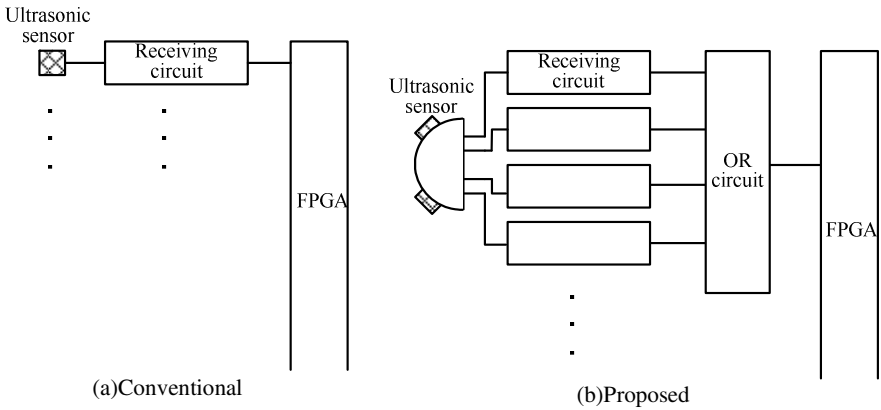 Ultrasonic
sensor
Receiving
circuit
FPGA
(a)Conventional
Ultrasonic
sensor
Receiving
circuit
OR
circuit
FPGA
(b)Proposed